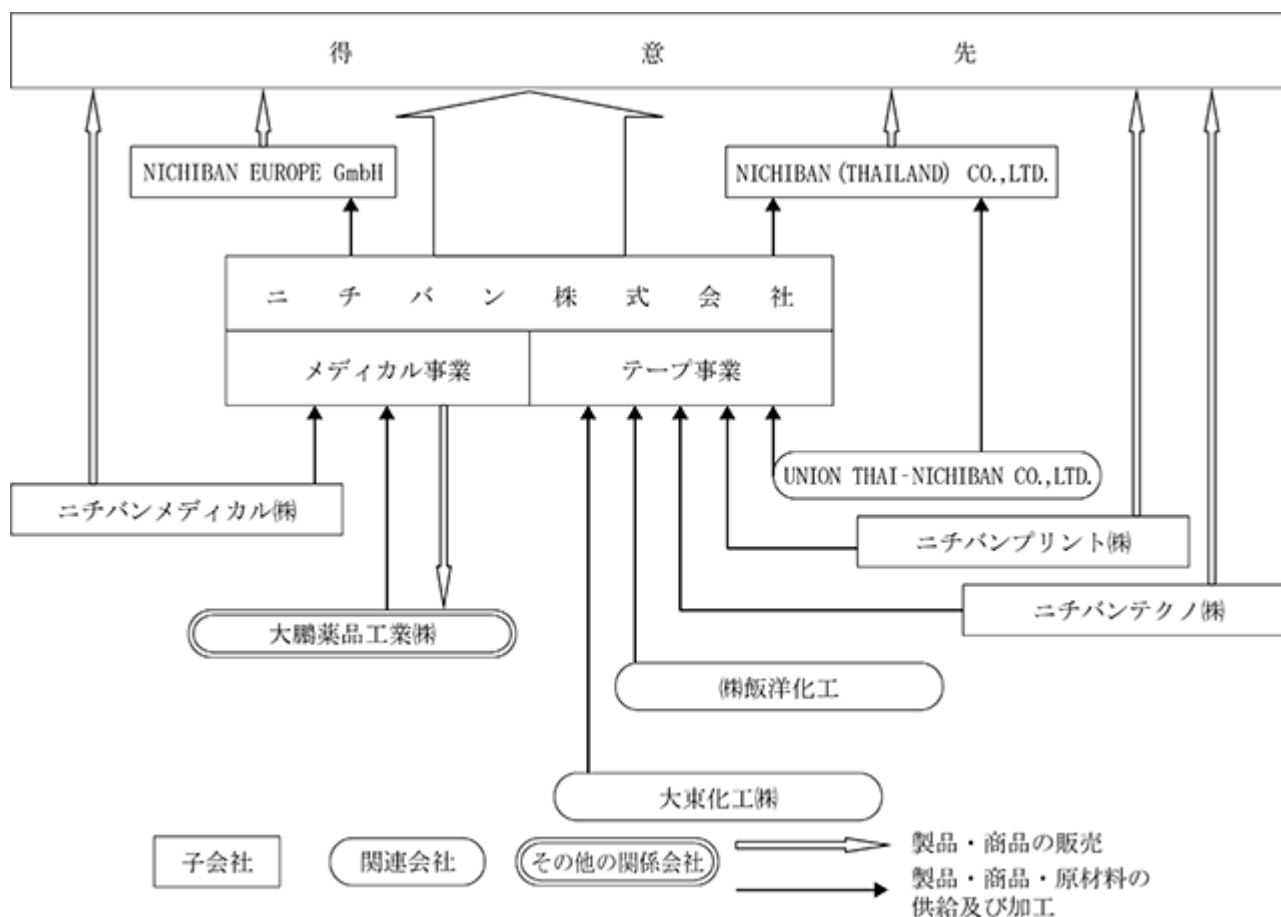 得意先
NICHIBAN EUROPE GmbH
NICHIBAN (THAILAND) CO.,LTD.
ニチバン株式会社
メディカル事業
テープ事業
UNION THAI-NICHIBAN CO.,LTD.
ニチバンメディカル㈱
ニチバンプリント㈱
ニチバンテクノ㈱
大鵬薬品工業㈱
㈱飯洋化工
大東化工㈱
子会社
関連会社
その他の関係会社
製品・商品の販売
製品・商品・原材料の
供給及び加工